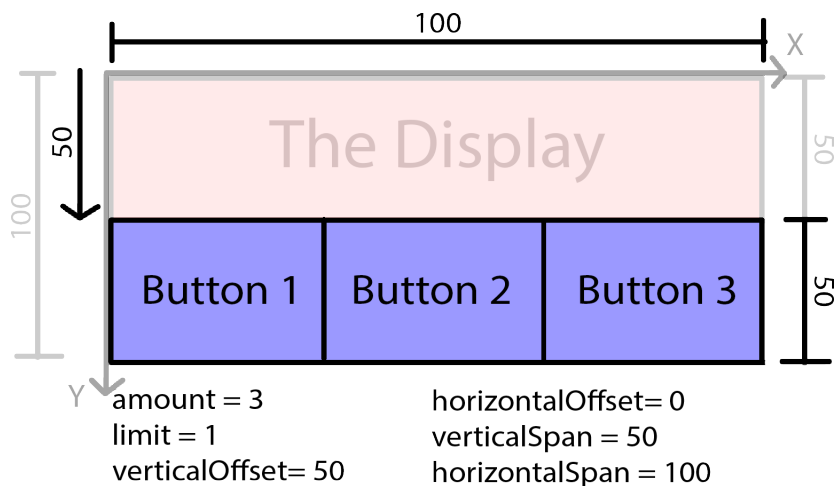 100
X
50
The Display
50
100
Button 1 Button 2 Button 3
50
Y
amount = 3 horizontalOffset= 0
limit = 1 verticalSpan = 50
verticalOffset= 50 horizontalSpan = 100